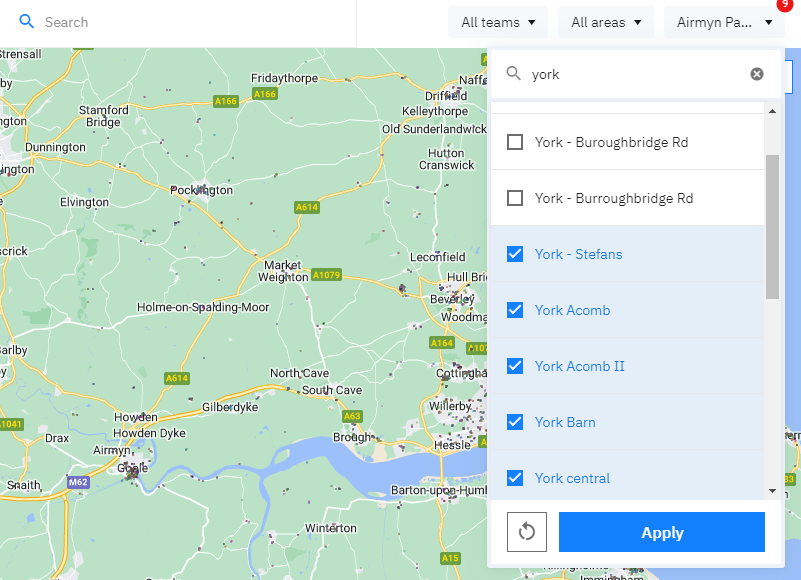 Search
All teams
All areas
Airmyn Pa...
9
york
York - Buroughbridge Rd
York - Burroughbridge Rd
York - Stefans
York Acomb
York Acomb II
York Barn
York central
Apply
Strensall
Fridaythorpe
A166
A166
Stamford
Bridge
Driffield
Kelleythorpe
Old Sunderlandwick
Dunnington
Hutton
Cranswick
Elvington
Pocklington
A614
Leconfield
Market
Weighton
A1079
Hull Bri
Beverley
Holme-on-Spalding-Moor
Woodma
A164
A107
North Cave
South Cave
Cottingha
A614
Gilberdyke
Willerby
A63
A1041
Howden
Howden Dyke
Drax
Brough
Hessle
Airmyn
Goole
Snaith
M62
Barton-upon-Humb
Winterton
A15
Killingholme
Immingham